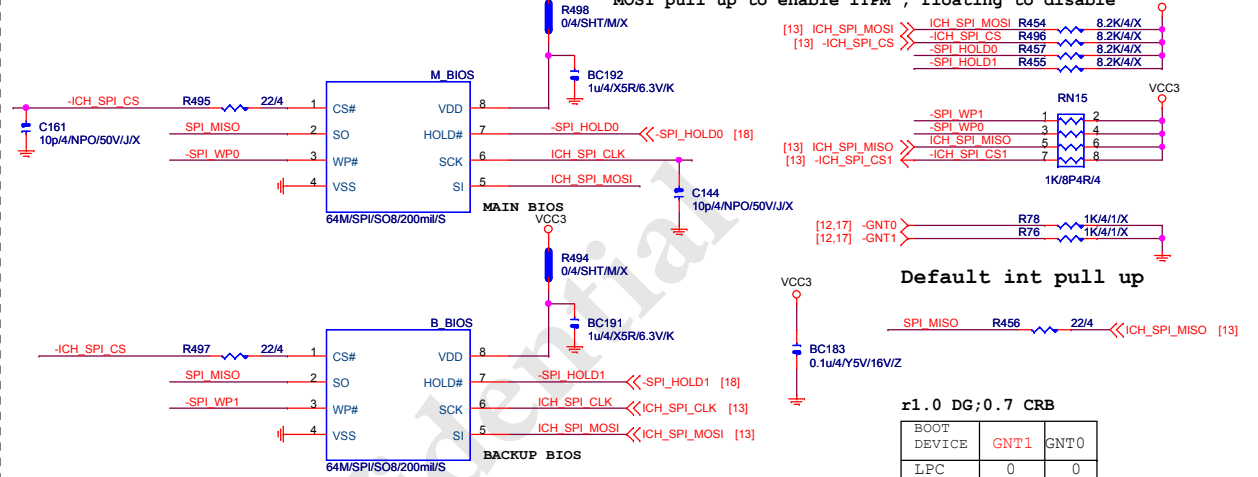 MOSI pull up to enable iTPM , floating to disable
R498
0/4/SHT/M/X
BC192
1u/4/X5R/6.3V/K
M_BIOS
-ICH_SPI_CS R495 22/4 1 CS# VDD 8
C161
10p/4/NPO/50V/J/X
SPI_MISO 2 SO HOLD# 7 -SPI_HOLD0 -SPI_HOLD0 [18]
-SPI_WP0 3 WP# SCK 6 ICH_SPI_CLK
4 VSS SI 5 ICH_SPI_MOSI
C144
10p/4/NPO/50V/J/X
64M/SPI/SO8/200mil/S
MAIN BIOS
VCC3
R494
0/4/SHT/M/X
BC191
1u/4/X5R/6.3V/K
B_BIOS
-ICH_SPI_CS R497 22/4 1 CS# VDD 8
SPI_MISO 2 SO HOLD# 7 -SPI_HOLD1 -SPI_HOLD1 [18]
-SPI_WP1 3 WP# SCK 6 ICH_SPI_CLK ICH_SPI_CLK [13]
4 VSS SI 5 ICH_SPI_MOSI ICH_SPI_MOSI [13]
64M/SPI/SO8/200mil/S
BACKUP BIOS
[13] ICH_SPI_MOSI ICH_SPI_MOSI R454 8.2K/4/X
[13] -ICH_SPI_CS -ICH_SPI_CS R496 8.2K/4/X
-SPI_HOLD0 R457 8.2K/4/X
-SPI_HOLD1 R455 8.2K/4/X
VCC3
RN15
-SPI_WP1 1 2
-SPI_WP0 3 4
[13] ICH_SPI_MISO ICH_SPI_MISO 5 6
[13] -ICH_SPI_CS1 -ICH_SPI_CS1 7 8
1K/8P4R/4
[12,17] -GNT0 R78 1K/4/1/X
[12,17] -GNT1 R76 1K/4/1/X
Default int pull up
VCC3
BC183
0.1u/4/Y5V/16V/Z
SPI_MISO R456 22/4 ICH_SPI_MISO [13]
r1.0 DG;0.7 CRB
BOOT
DEVICE GNT1 GNT0
LPC 0 0